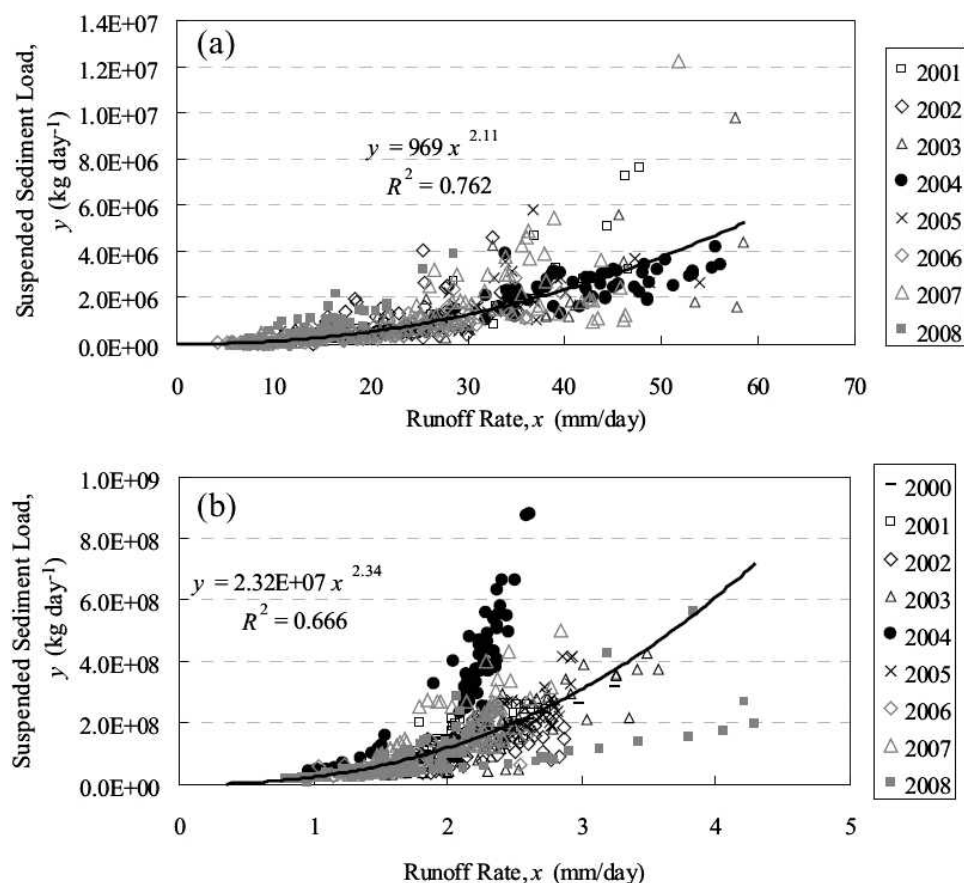 (a)
Suspended Sediment Load,
y (kg day-1)
1.4E+07
1.2E+07
1.0E+07
8.0E+06
6.0E+06
4.0E+06
2.0E+06
0.0E+00
y = 969 x 2.11
R2 = 0.762
0 10 20 30 40 50 60 70
Runoff Rate, x (mm/day)
2001
2002
2003
2004
2005
2006
2007
2008
(b)
Suspended Sediment Load,
y (kg day-1)
1.0E+09
8.0E+08
6.0E+08
4.0E+08
2.0E+08
0.0E+00
y = 2.32E+07 x 2.34
R2 = 0.666
0 1 2 3 4 5
Runoff Rate, x (mm/day)
2000
2001
2002
2003
2004
2005
2006
2007
2008